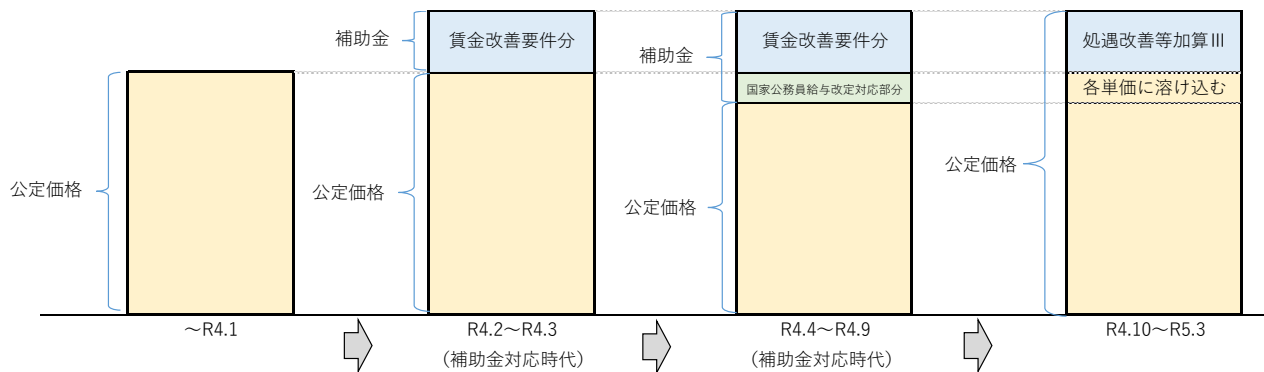 補助金
賃金改善要件分
公定価格
公定価格
補助金
賃金改善要件分
国家公務員給与改定対応部分
公定価格
処遇改善等加算Ⅲ
各単価に溶け込む
公定価格
～R4.1
R4.2～R4.3
（補助金対応時代）
R4.4～R4.9
（補助金対応時代）
R4.10～R5.3